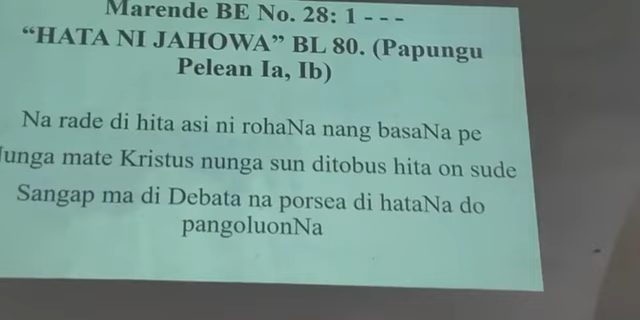 Marende BE No. 28: 1 - - -
“HATA NI JAHOWA” BL 80. (Papungu
Pelean Ia, Ib)
Na rade di hita asi ni rohaNa nang basaNa pe
Nunga mate Kristus nunga sun ditobus hita on sude
Sangap ma di Debata na porsea di hataNa do
pangoluonNa